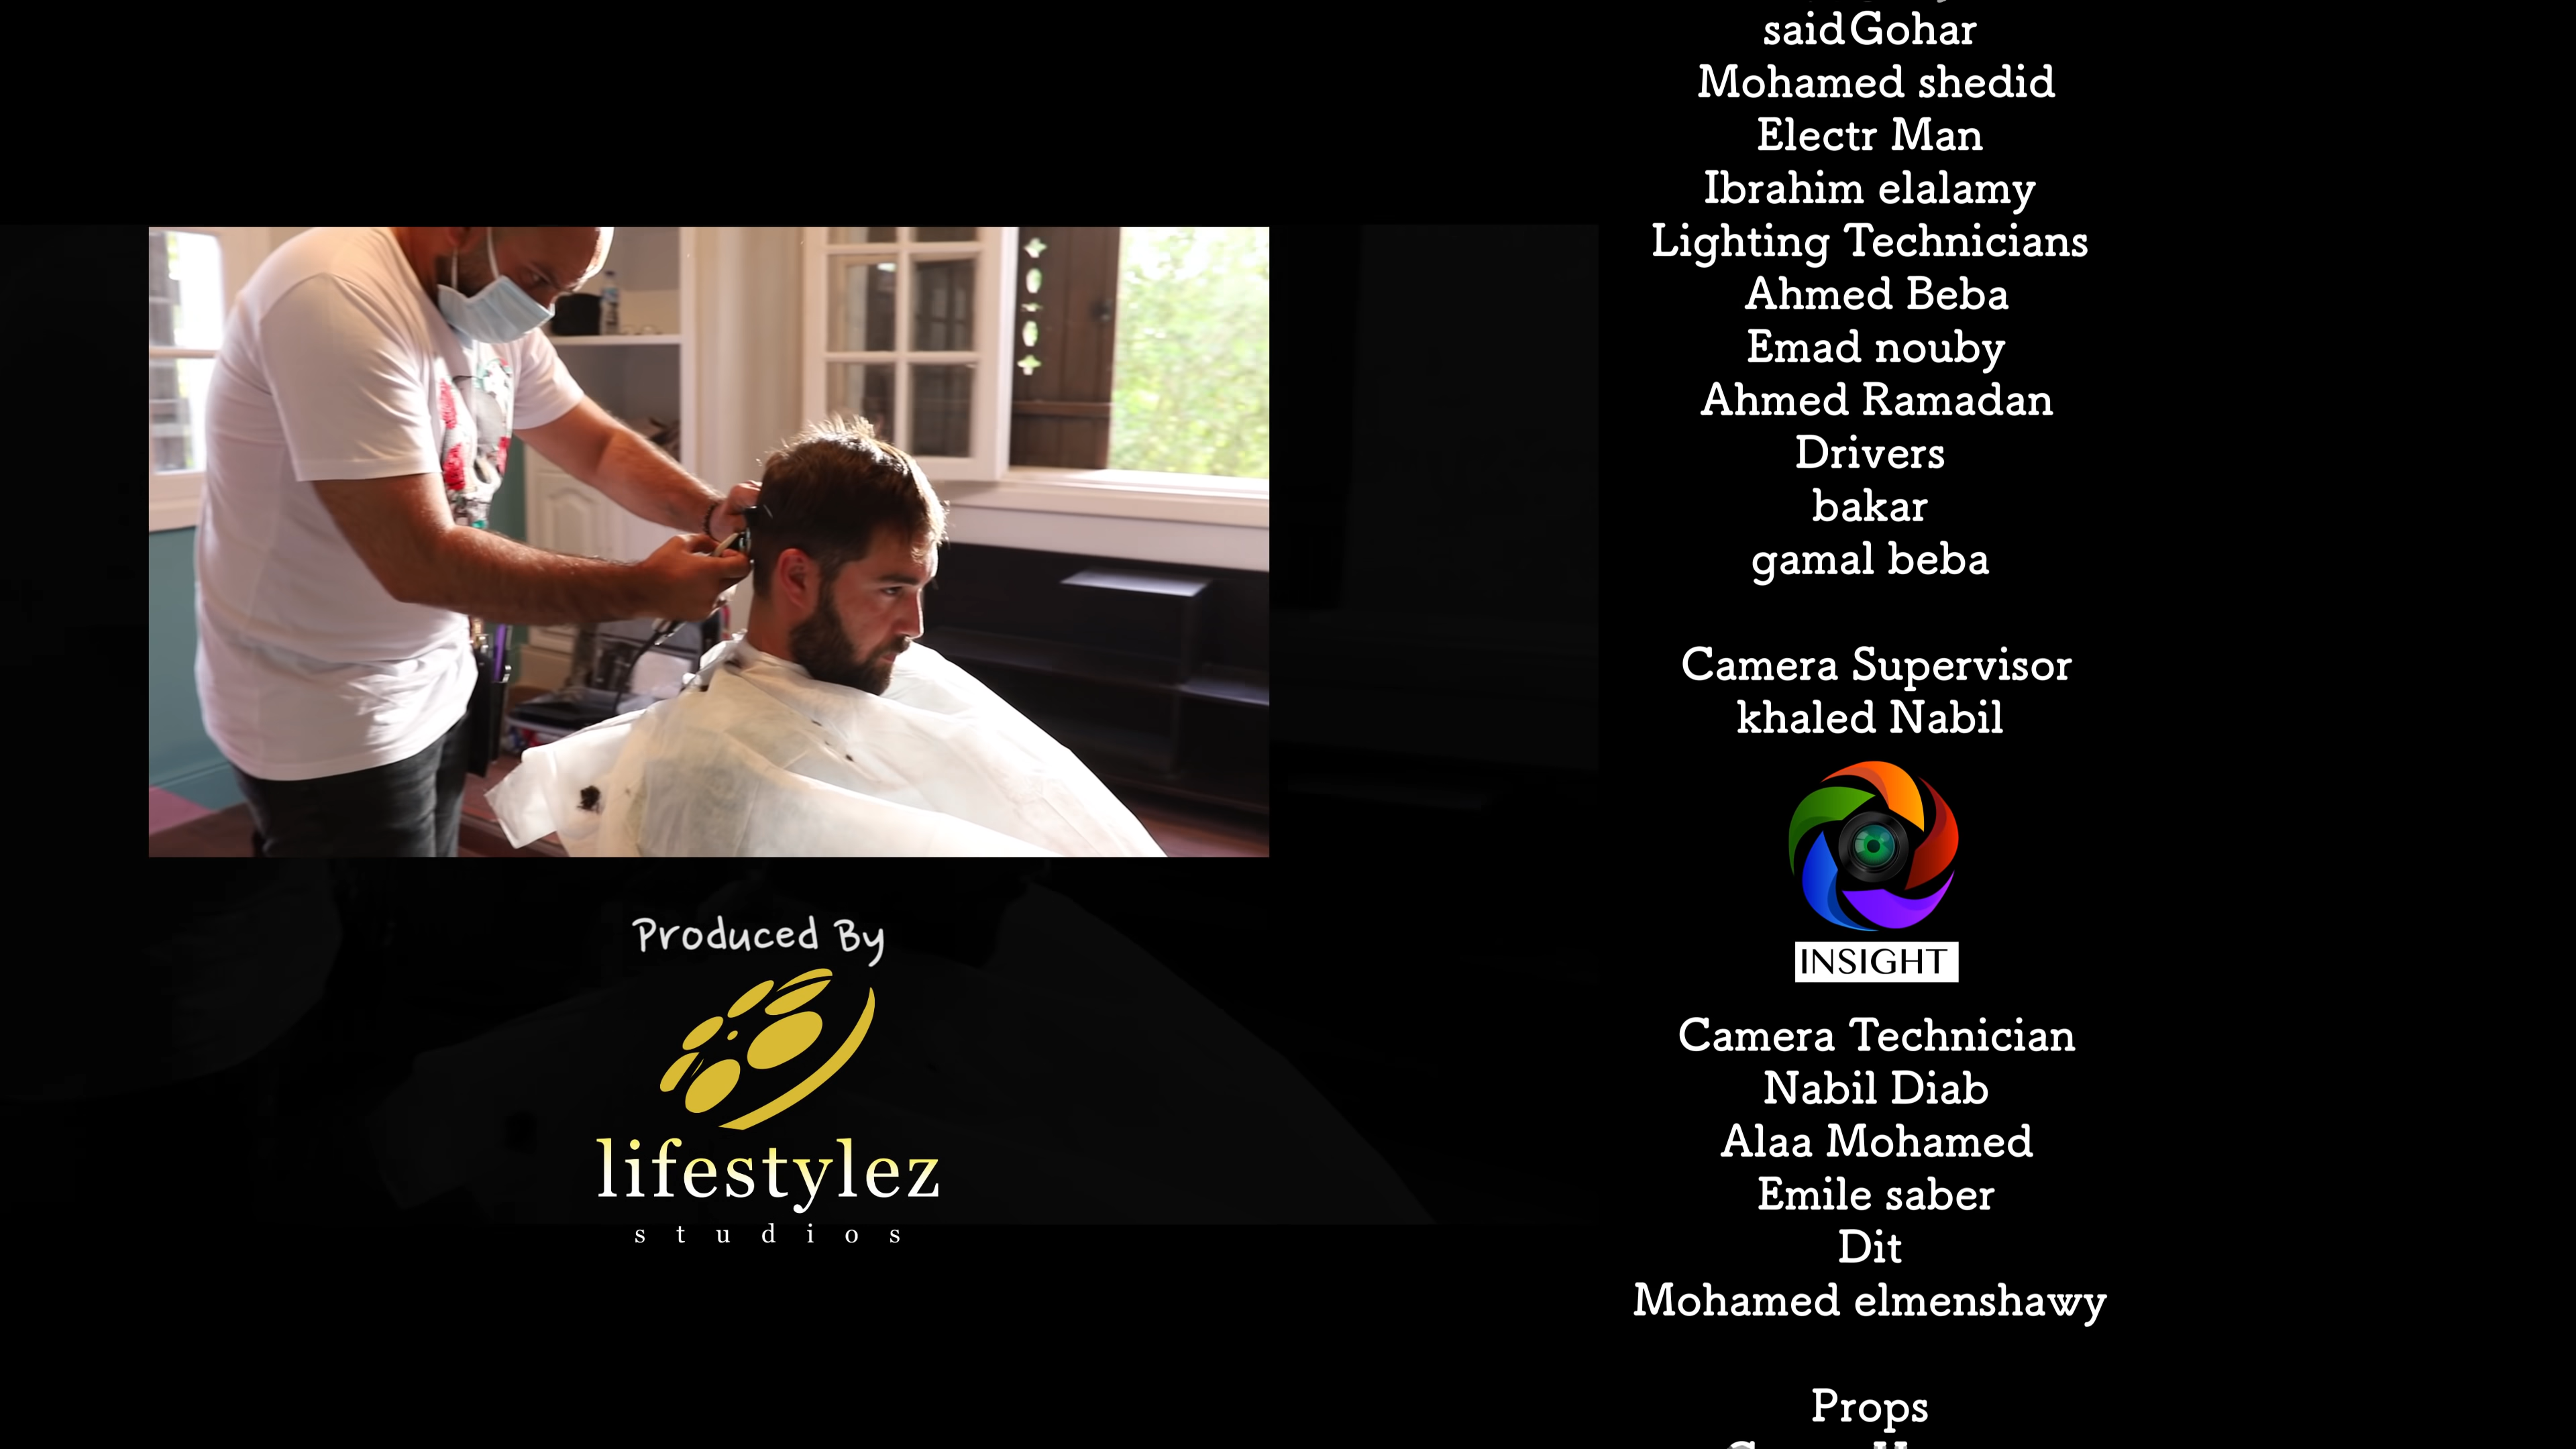 said Gohar
Mohamed shedid
Electr Man
Ibrahim elalamy
Lighting Technicians
Ahmed Beba
Emad nouby
Ahmed Ramadan
Drivers
bakar
gamal beba
Camera Supervisor
khaled Nabil
INSIGHT
Camera Technician
Nabil Diab
Alaa Mohamed
Emile saber
Dit
Mohamed elmenshawy
Props
Produced By
lifestylez
studios